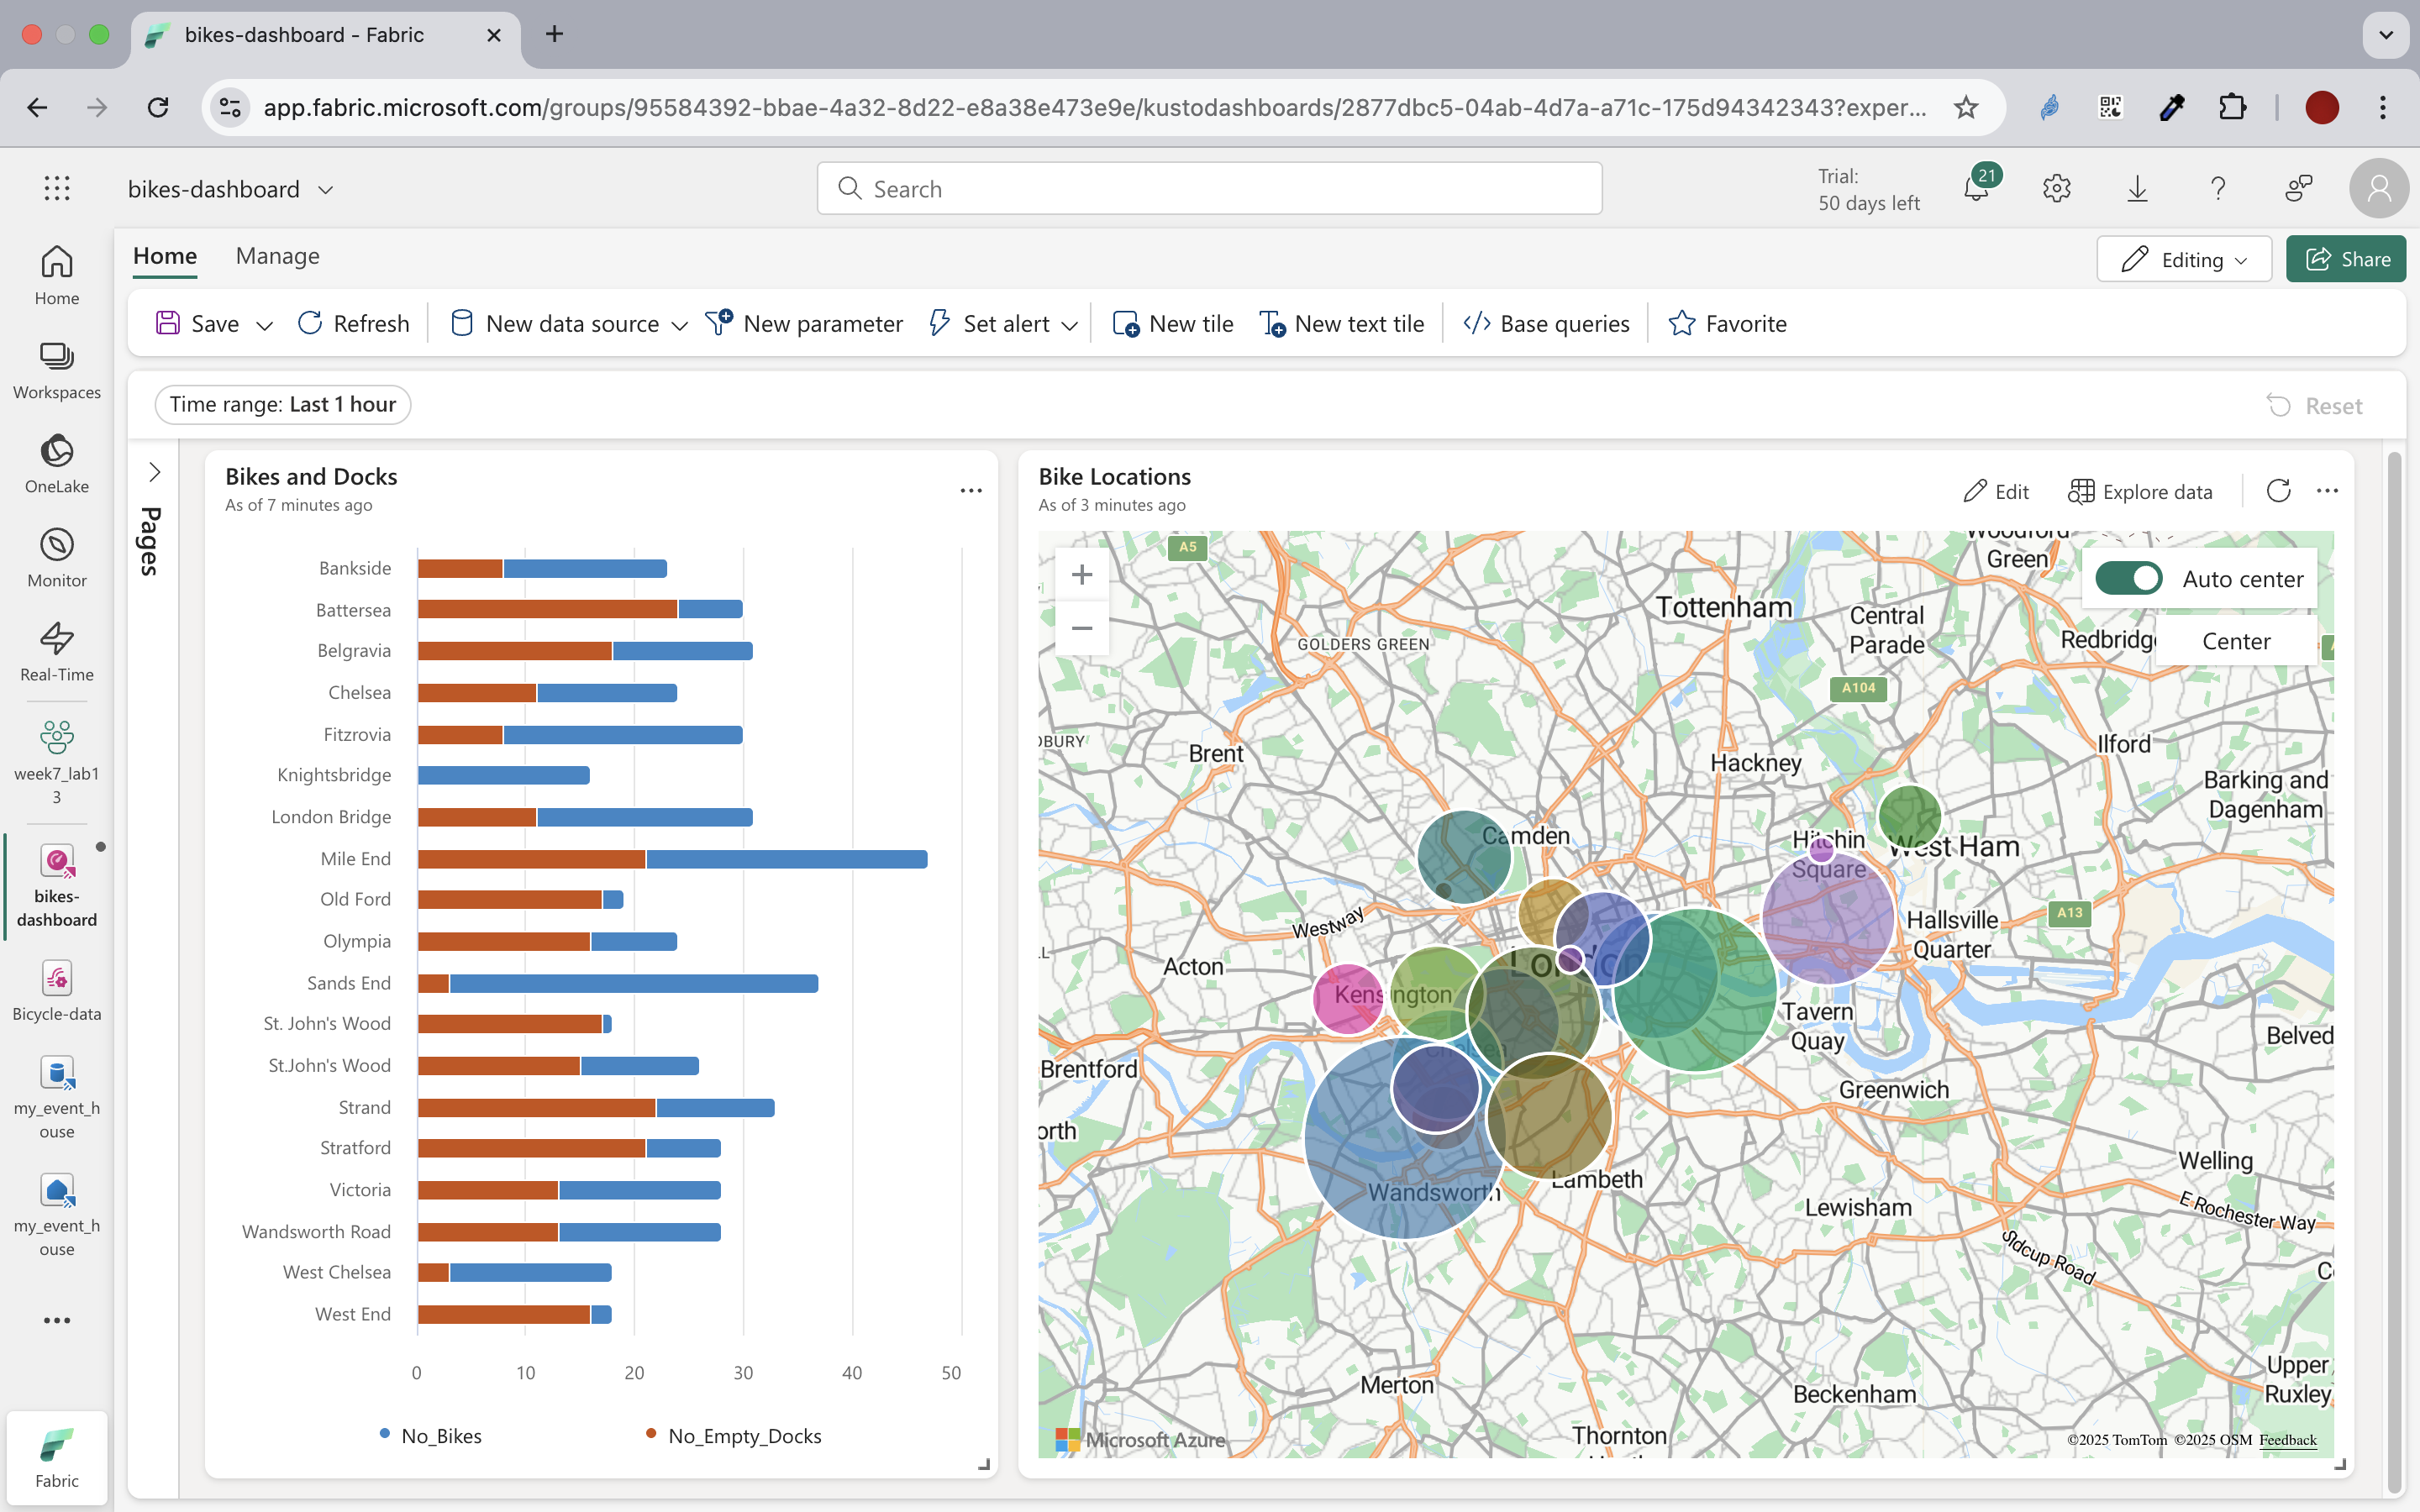 bikes-dashboard - Fabric
app.fabric.microsoft.com/groups/95584392-bbae-4a32-8d22-e8a38e473e9e/kustodashboards/2877dbc5-04ab-4d7a-a71c-175d94342343?exper...
bikes-dashboard
Search
Trial:
50 days left
21
Home
Manage
Editing
Share
Save
Refresh
New data source
New parameter
Set alert
New tile
New text tile
Base queries
Favorite
Time range: Last 1 hour
Reset
Home
Workspaces
OneLake
Monitor
Real-Time
week7_lab1
3
bikes-
dashboard
Bicycle-data
my_event_h
ouse
my_event_h
ouse
Fabric
Pages
Bikes and Docks
As of 7 minutes ago
Bankside
Battersea
Belgravia
Chelsea
Fitzrovia
Knightsbridge
London Bridge
Mile End
Old Ford
Olympia
Sands End
St. John's Wood
St.John's Wood
Strand
Stratford
Victoria
Wandsworth Road
West Chelsea
West End
0 10 20 30 40 50
No_Bikes
No_Empty_Docks
Bike Locations
As of 3 minutes ago
Edit
Explore data
Auto center
Center
A5
Woodford
Green
Tottenham
Central
Parade
Redbridge
GOLDERS GREEN
A104
DBURY
Brent
Hackney
Ilford
Barking and
Dagenham
Camden
Hitchin
Square
West Ham
Westway
Hallsville
Quarter
A13
Acton
London
Kensington
Tavern
Quay
Belved
Chelsea
Brentford
Greenwich
orth
Welling
Wandsworth
Lambeth
Lewisham
E Rochester Way
Sidcup Road
Merton
Beckenham
Upper
Ruxley
Thornton
Microsoft Azure
©2025 TomTom ©2025 OSM Feedback